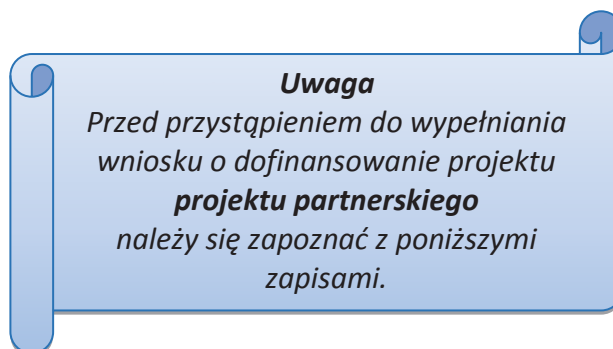 Uwaga
Przed przystąpieniem do wypełniania
wniosku o dofinansowanie projektu
projektu partnerskiego
należy się zapoznać z poniższymi
zapisami.